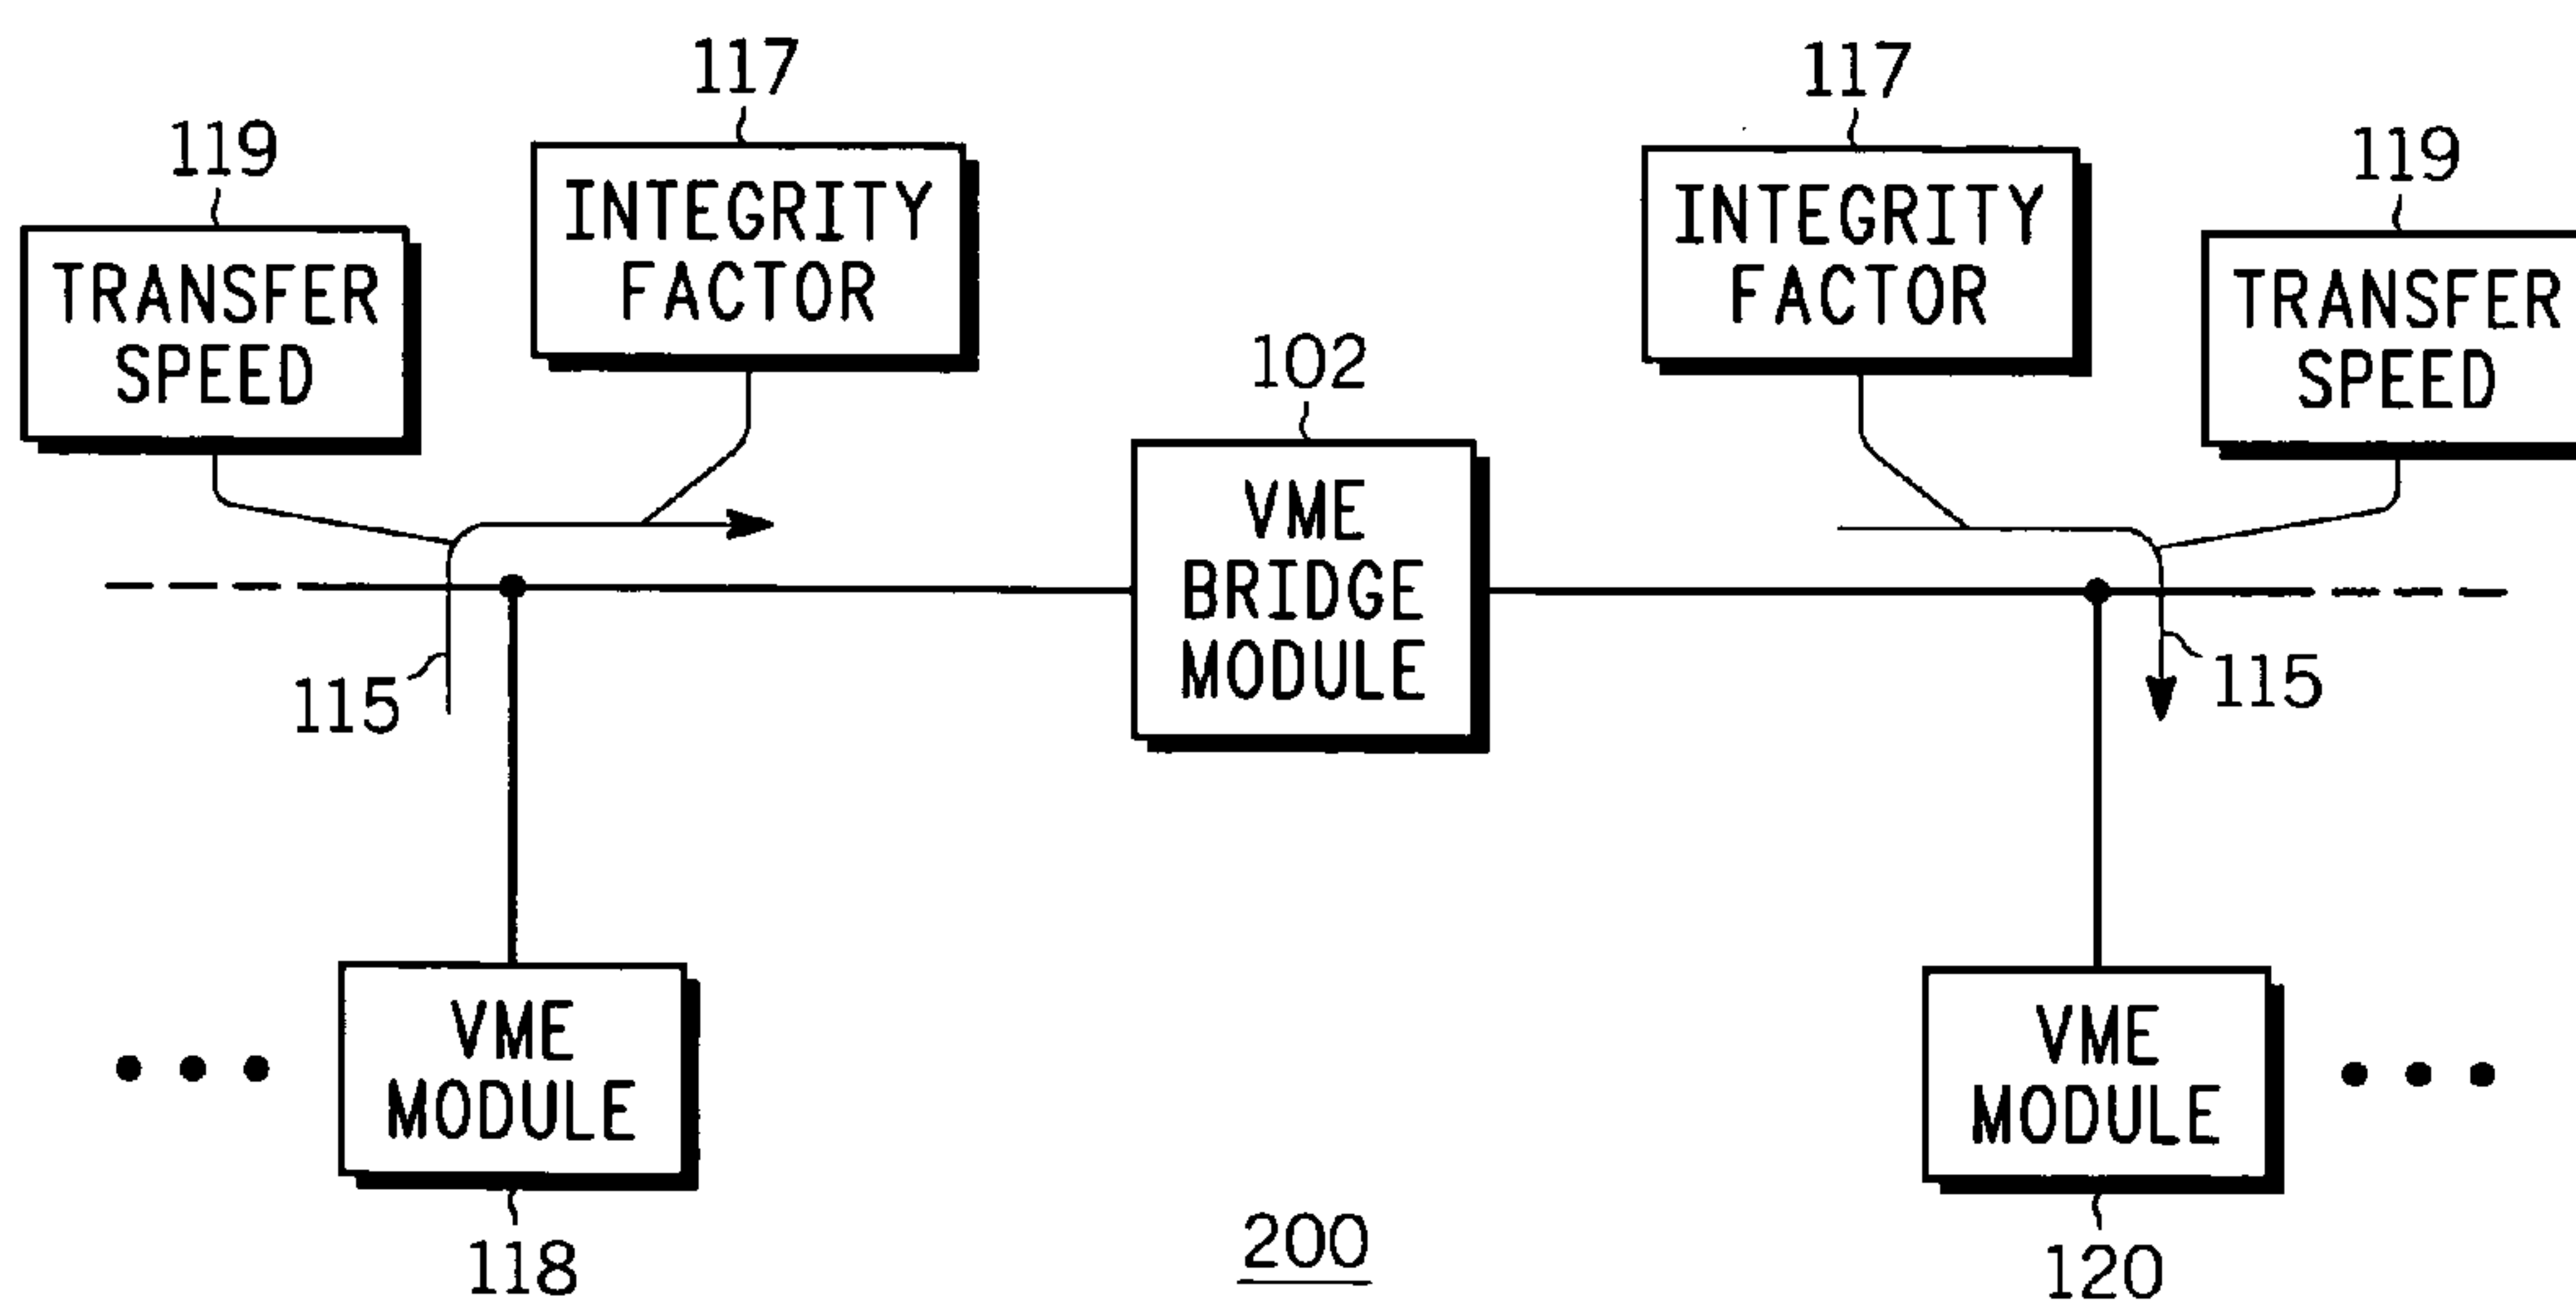 117
117
119
119
INTEGRITY
FACTOR
INTEGRITY
FACTOR
TRANSFER
SPEED
TRANSFER
SPEED
102
VME
BRIDGE
MODULE
115
115
VME
MODULE
VME
MODULE
118
200
120